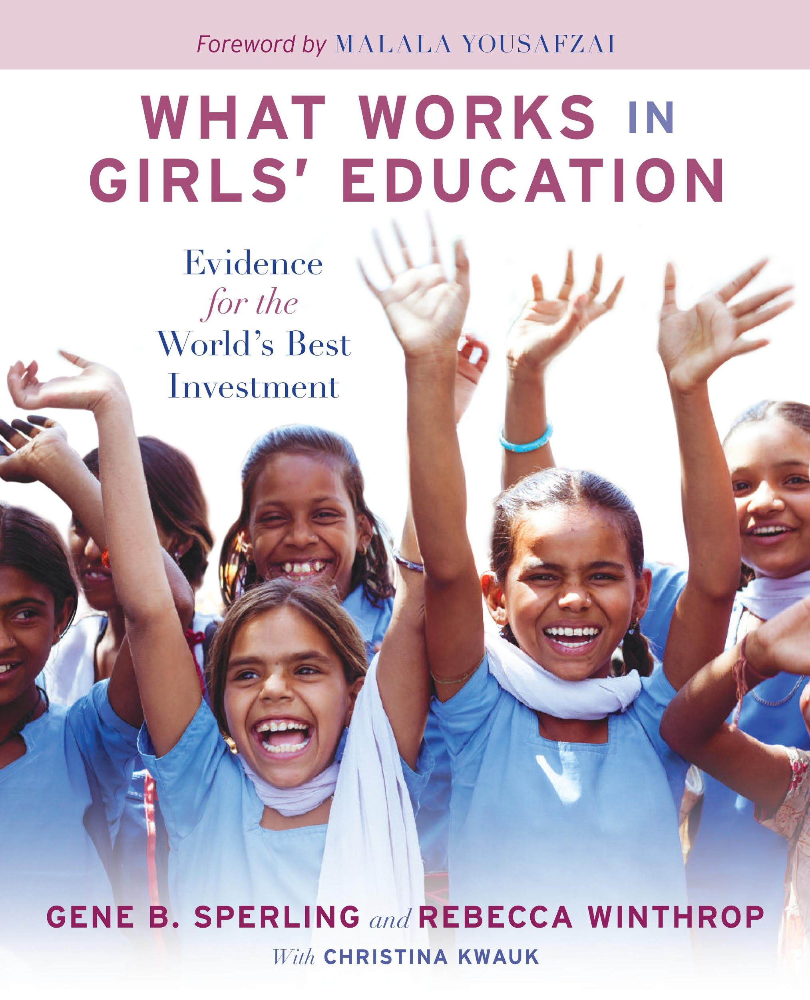 Foreword by MALALA YOUSAFZAI
WHAT WORKS IN
GIRLS' EDUCATION
Evidence
for the
World’s Best
Investment
GENE B. SPERLING and REBECCA WINTHROP
With CHRISTINA KWAUK